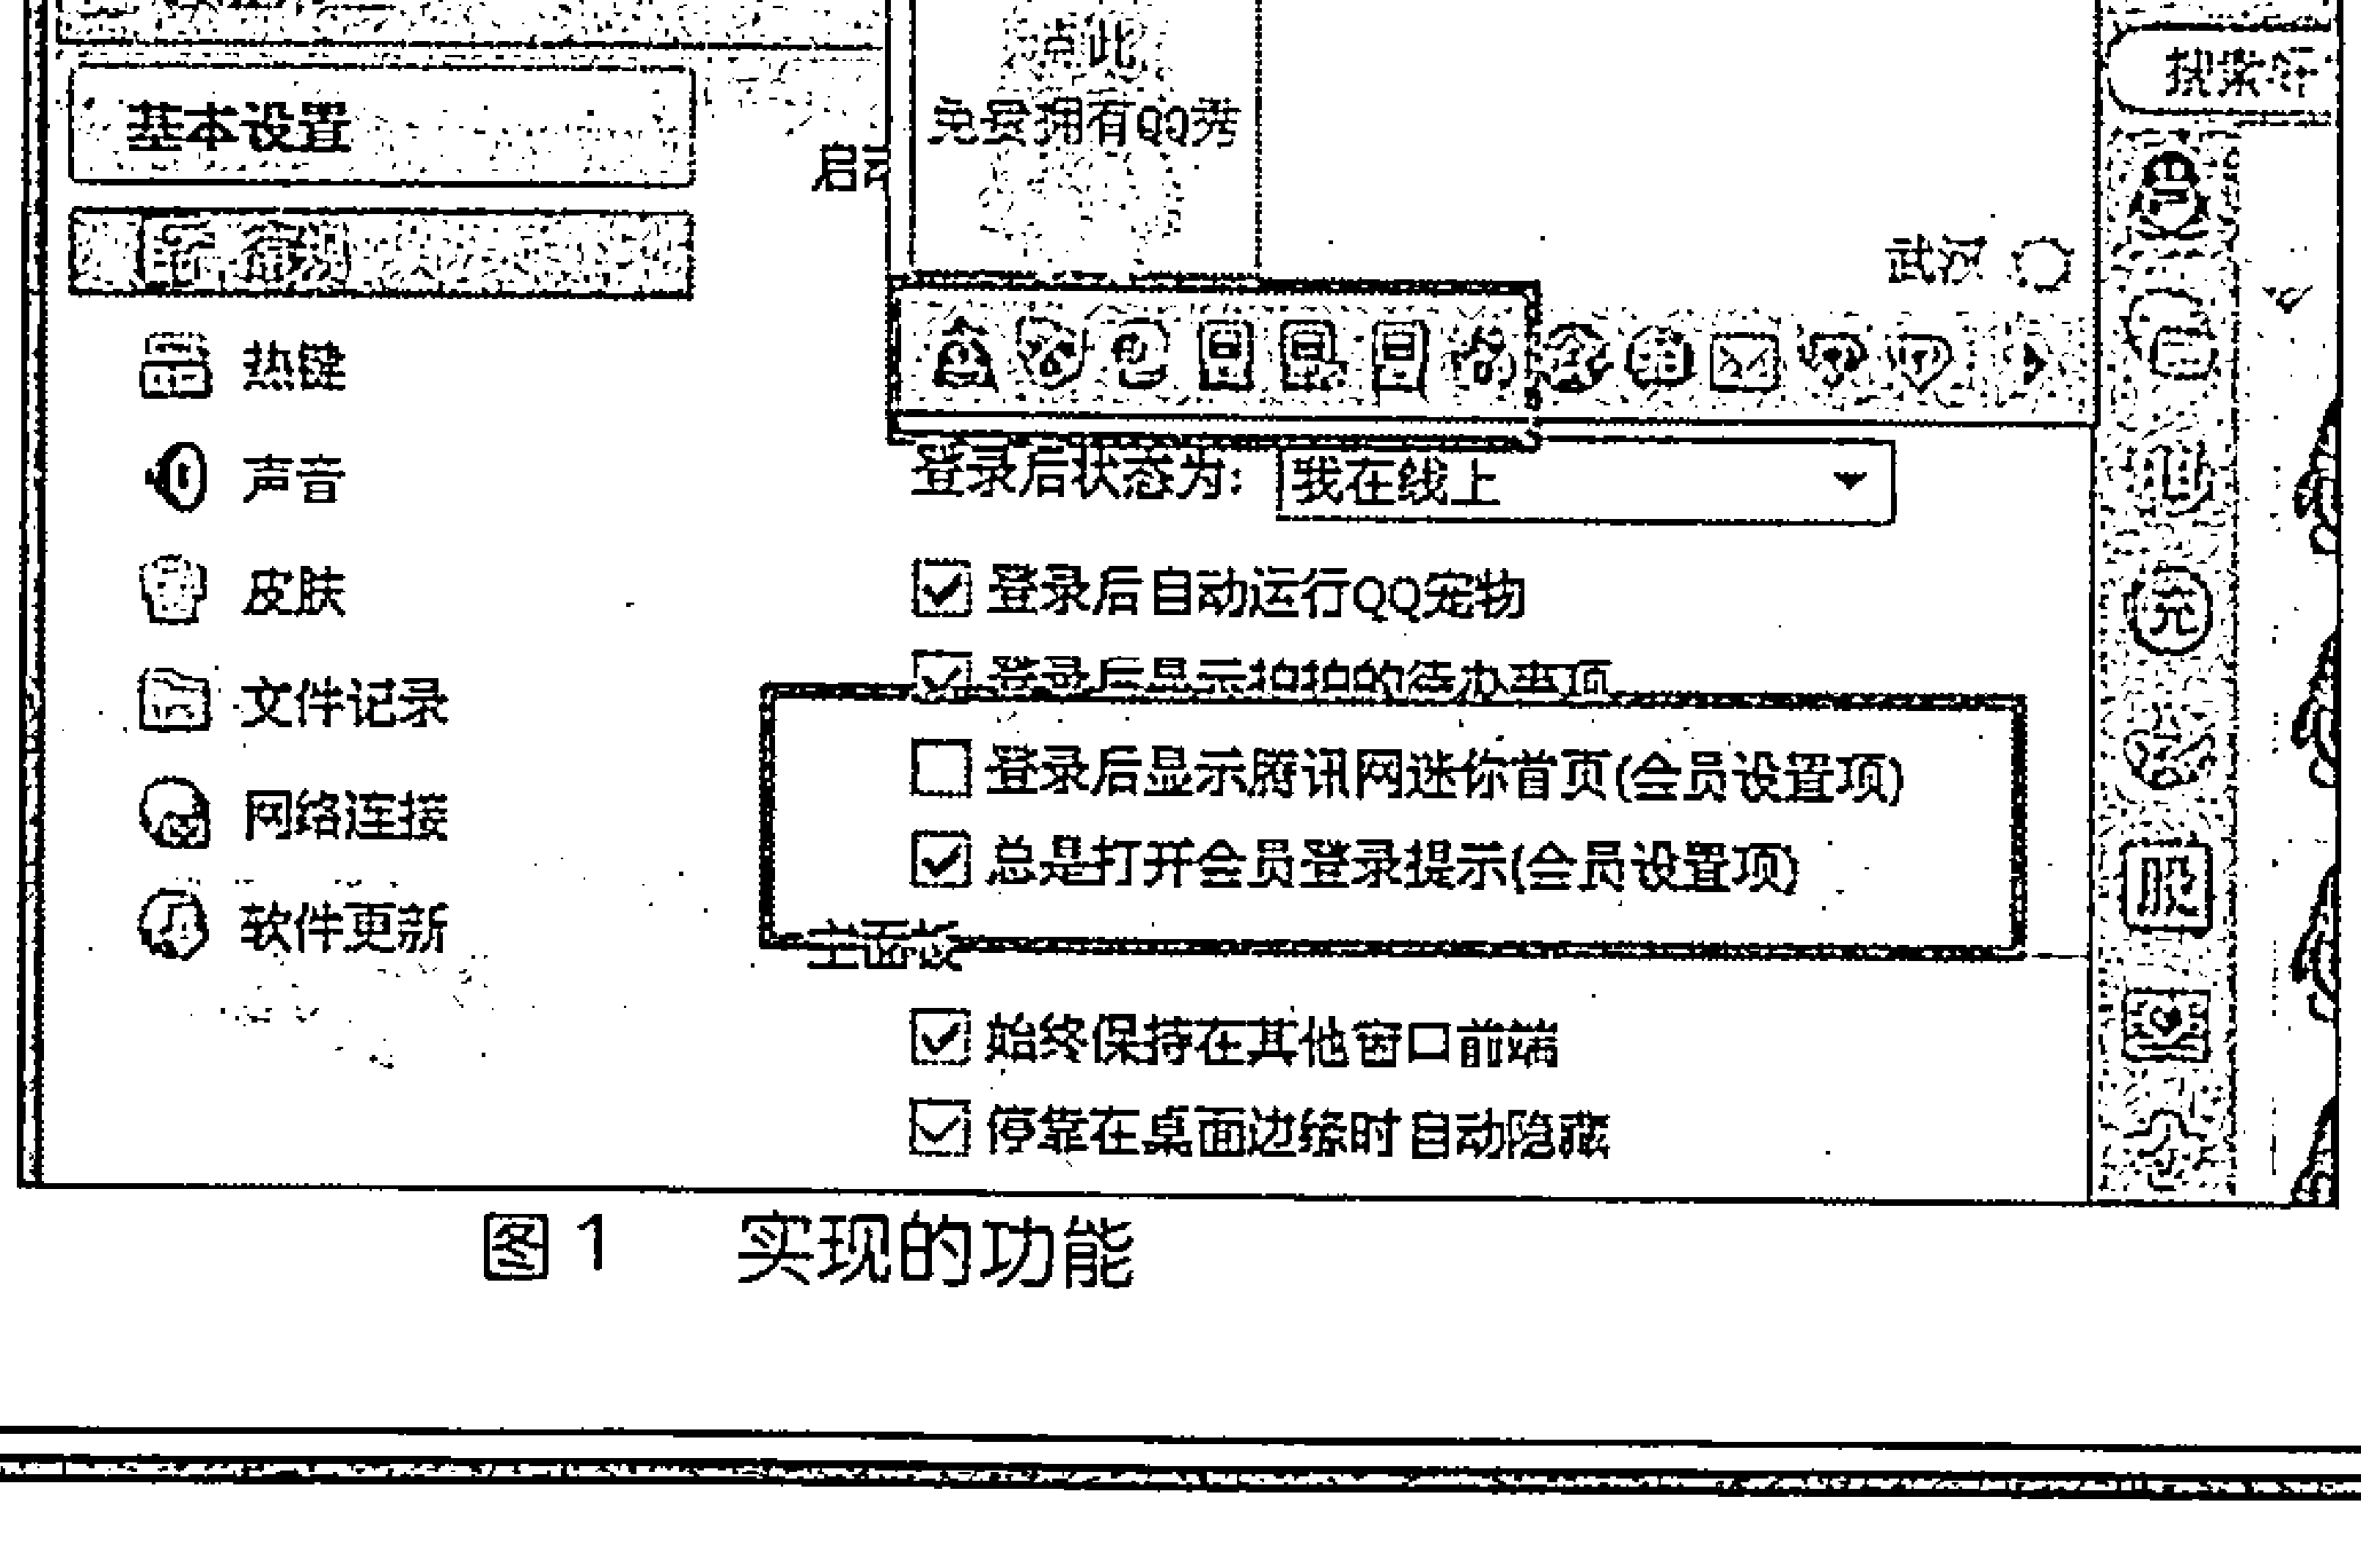 点此
免费拥有QQ秀
基本设置
启动
常规
武汉
热键
声音
皮肤
文件记录
网络连接
软件更新
登录后状态为: 我在线上
登录后自动运行QQ宠物
登录后显示拍拍的待办事项
登录后显示腾讯网迷你首页(会员设置项)
总是打开会员登录提示(会员设置项)
主面板
始终保持在其他窗口前端
停靠在桌面边缘时自动隐藏
图1 实现的功能